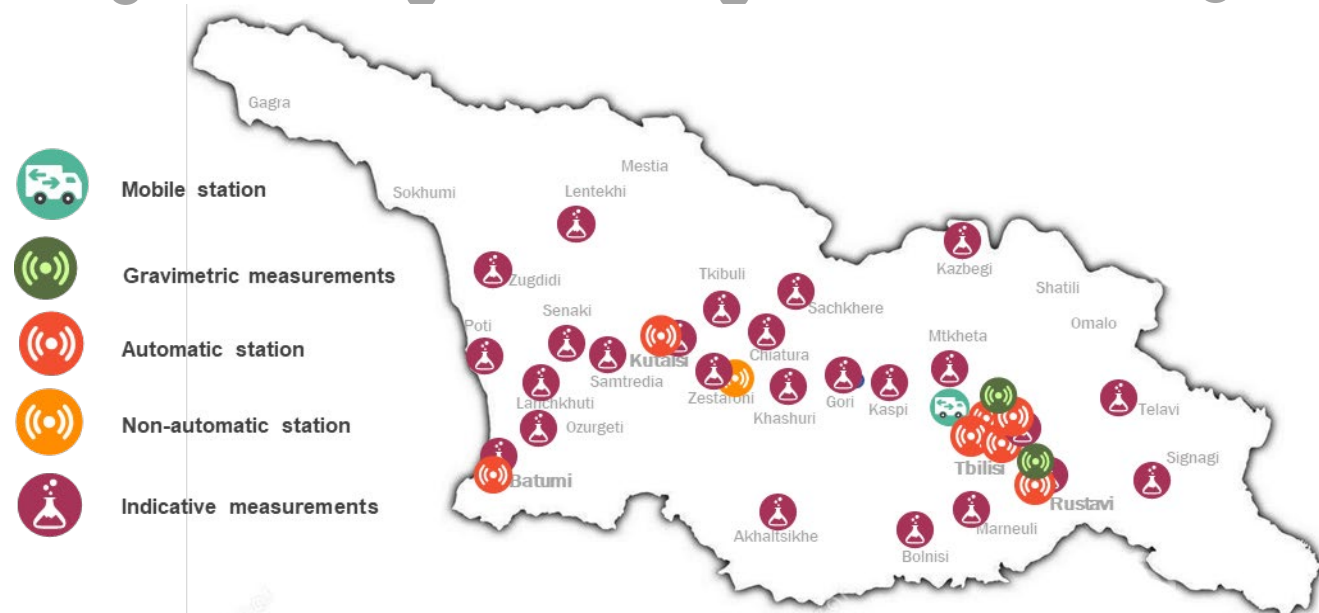 Gagra
Mestia
Mobile station
Sokhumi
Lentekhi
Gravimetric measurements
Zugdidi
Tkibuli
Kazbegi
Sachkhere
Shatili
Omalo
Senaki
Poti
Automatic station
Kutaisi
Chiatura
Mtkheta
Samtredia
Zestafoni
Lanchkhuti
Khashuri
Gori
Kaspi
Telavi
Non-automatic station
Ozurgeti
Tbilisi
Signagi
Batumi
Indicative measurements
Rustavi
Akhaltsikhe
Marneuli
Bolnisi